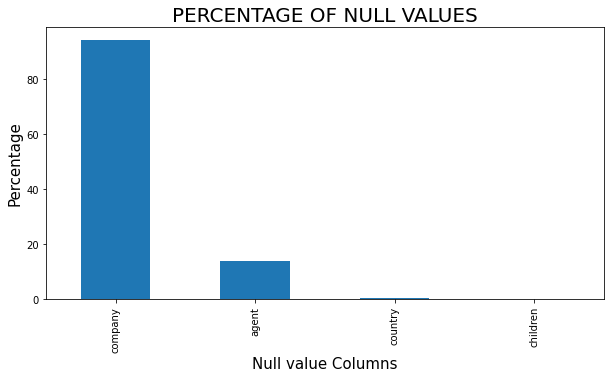 PERCENTAGE OF NULL VALUES
80
60
40
20
0
Percentage
company
agent
country
children
Null value Columns